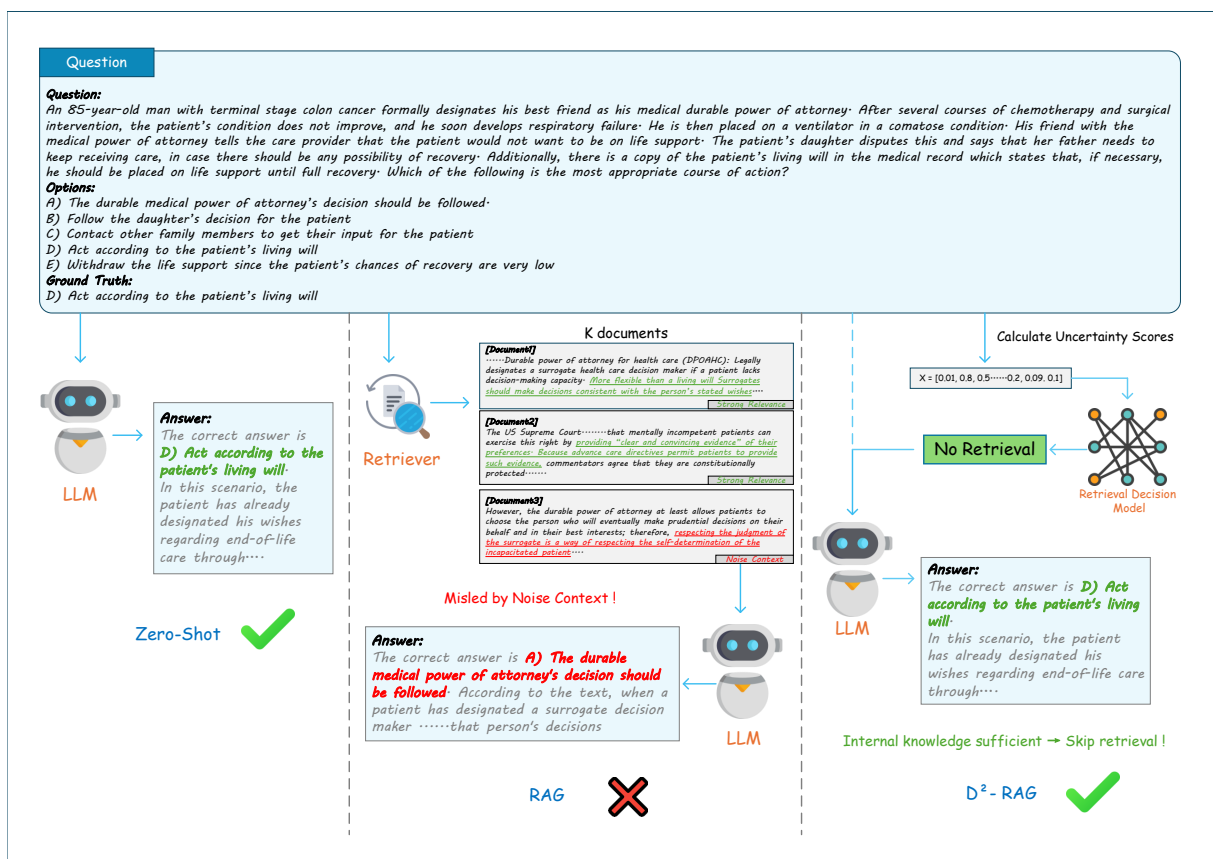 Question
Question:
An 85-year-old man with terminal stage colon cancer formally designates his best friend as his medical durable power of attorney. After several courses of chemotherapy and surgical
intervention, the patient's condition does not improve, and he soon develops respiratory failure. He is then placed on a ventilator in a comatose condition. His friend with the
medical power of attorney tells the care provider that the patient would not want to be on life support. The patient's daughter disputes this and says that her father needs to
keep receiving care, in case there should be any possibility of recovery. Additionally, there is a copy of the patient's living will in the medical record which states that, if necessary,
he should be placed on life support until full recovery. Which of the following is the most appropriate course of action?
Options:
A) The durable medical power of attorney's decision should be followed.
B) Follow the daughter's decision for the patient
C) Contact other family members to get their input for the patient
D) Act according to the patient's living will
E) Withdraw the life support since the patient's chances of recovery are very low
Ground Truth:
D) Act according to the patient's living will
LLM
Answer:
The correct answer is
D) Act according to the
patient's living will.
In this scenario, the
patient has already
designated his wishes
regarding end-of-life
care through····
Zero-Shot
Retriever
K documents
[Document1]
······Durable power of attorney for health care (DPOAHC): Legally
designates a surrogate health care decision maker if a patient lacks
decision-making capacity. More flexible than a living will Surrogates
should make decisions consistent with the person's stated wishes····
Strong Relevance
[Document2]
The US Supreme Court········that mentally incompetent patients can
exercise this right by providing "clear and convincing evidence" of their
preferences. Because advance care directives permit patients to provide
such evidence, commentators agree that they are constitutionally
protected·······
Strong Relevance
[Docunment3]
However, the durable power of attorney at least allows patients to
choose the person who will eventually make prudential decisions on their
behalf and in their best interests; therefore, respecting the judgment of
the surrogate is a way of respecting the self-determination of the
incapacitated patient····
Noise Context
Misled by Noise Context !
Answer:
The correct answer is A) The durable
medical power of attorney's decision should
be followed. According to the text, when a
patient has designated a surrogate decision
maker ······that person's decisions
LLM
RAG
Calculate Uncertainty Scores
X = [0.01, 0.8, 0.5······0.2, 0.09. 0.1]
No Retrieval
Retrieval Decision
Model
LLM
Answer:
The correct answer is D) Act
according to the patient's living
will.
In this scenario, the patient
has already designated his
wishes regarding end-of-life care
through····
Internal knowledge sufficient → Skip retrieval !
D²- RAG